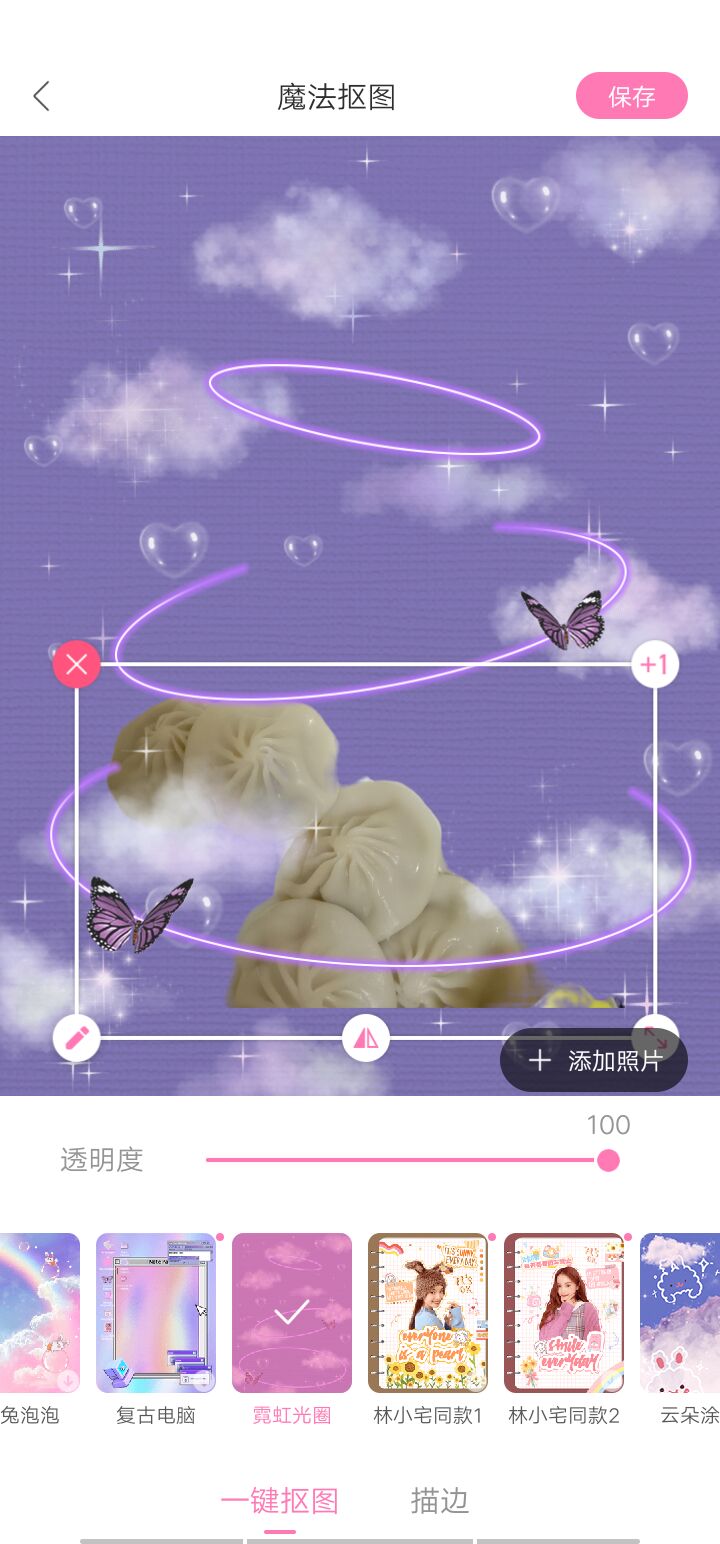 魔法抠图
保存
+1
添加照片
100
透明度
兔泡泡
复古电脑
霓虹光圈
林小宅同款1
林小宅同款2
云朵涂
一键抠图
描边